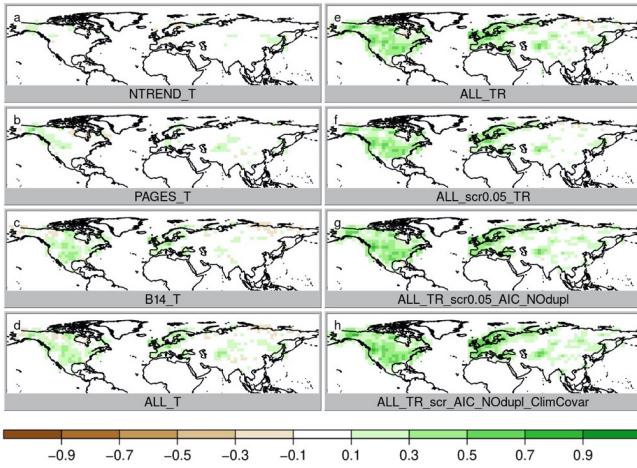 a
NTREND_T
b
PAGES_T
c
B14_T
d
ALL_T
e
ALL_TR
f
ALL_scr0.05_TR
g
ALL_TR_scr0.05_AIC_NOdupl
h
ALL_TR_scr_AIC_NOdupl_ClimCovar
−0.9 −0.7 −0.5 −0.3 −0.1 0.1 0.3 0.5 0.7 0.9